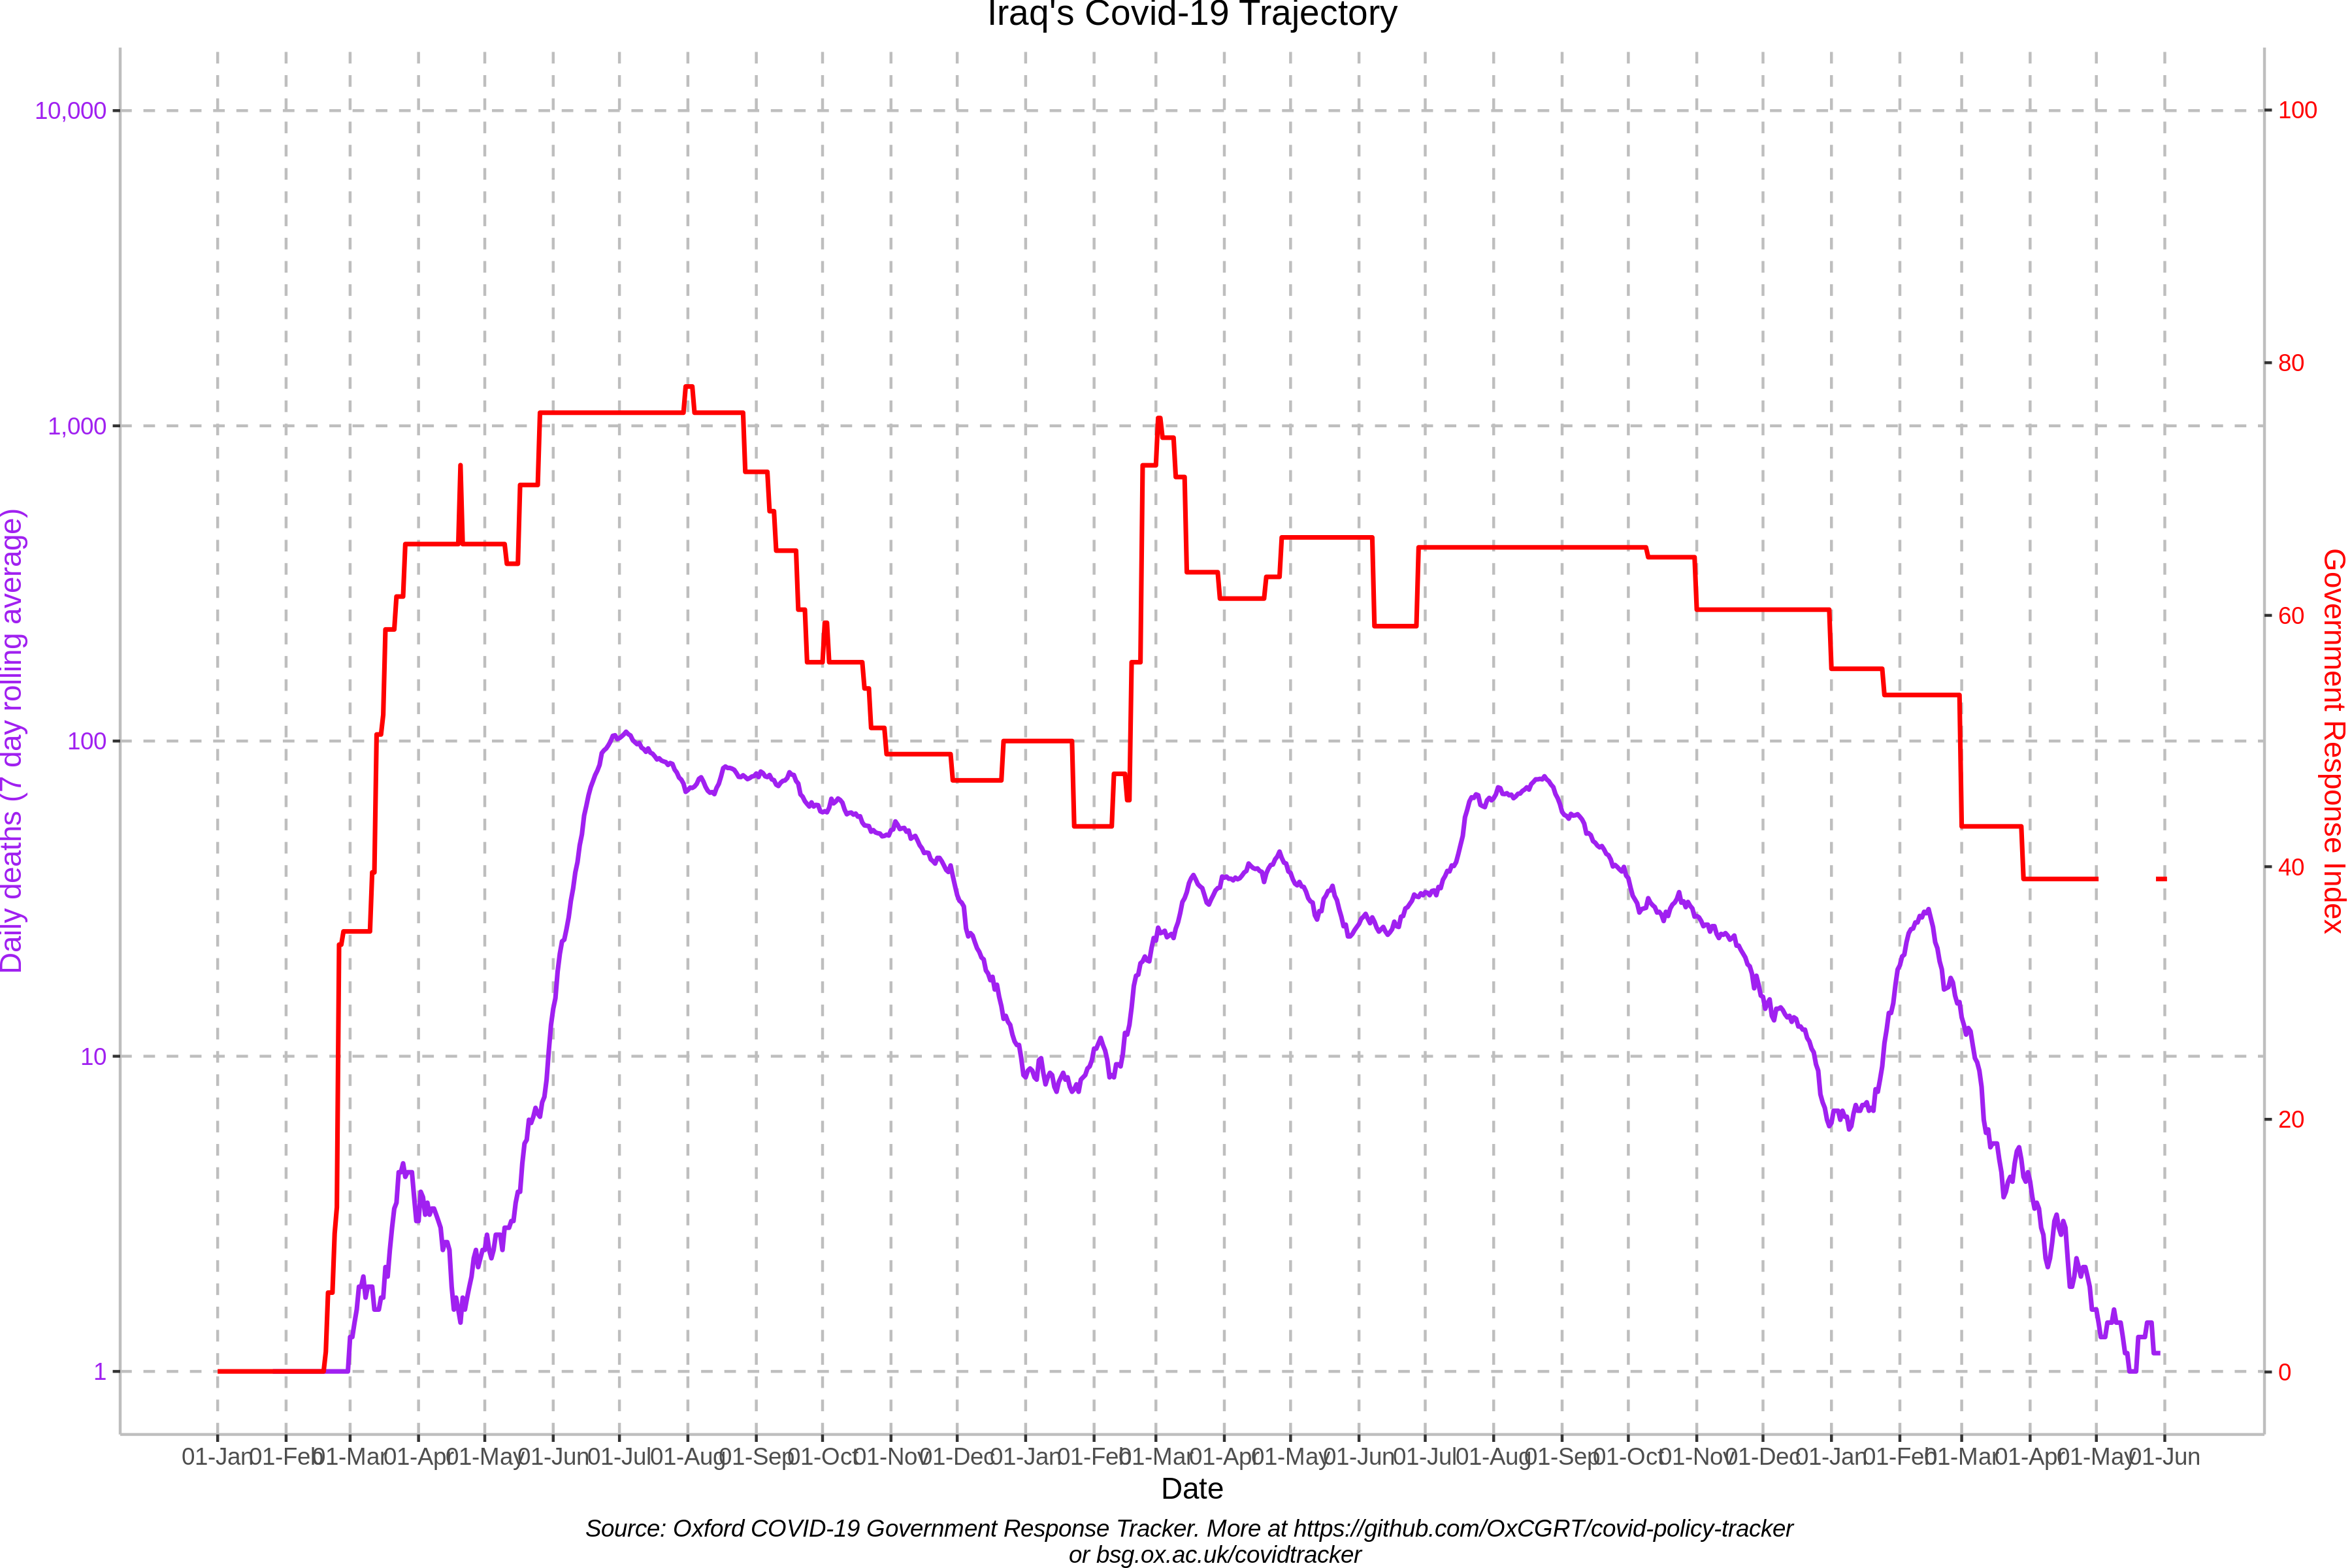 Iraq's Covid-19 Trajectory
Daily deaths (7 day rolling average)
10,000
1,000
100
10
1
100
80
60
40
20
0
Government Response Index
01-Jan 01-Feb 01-Mar 01-Apr 01-May 01-Jun 01-Jul 01-Aug 01-Sep 01-Oct 01-Nov 01-Dec 01-Jan 01-Feb 01-Mar 01-Apr 01-May 01-Jun 01-Jul 01-Aug 01-Sep 01-Oct 01-Nov 01-Dec 01-Jan 01-Feb 01-Mar 01-Apr 01-May 01-Jun
Date
Source: Oxford COVID-19 Government Response Tracker. More at https://github.com/OxCGRT/covid-policy-tracker
or bsg.ox.ac.uk/covidtracker